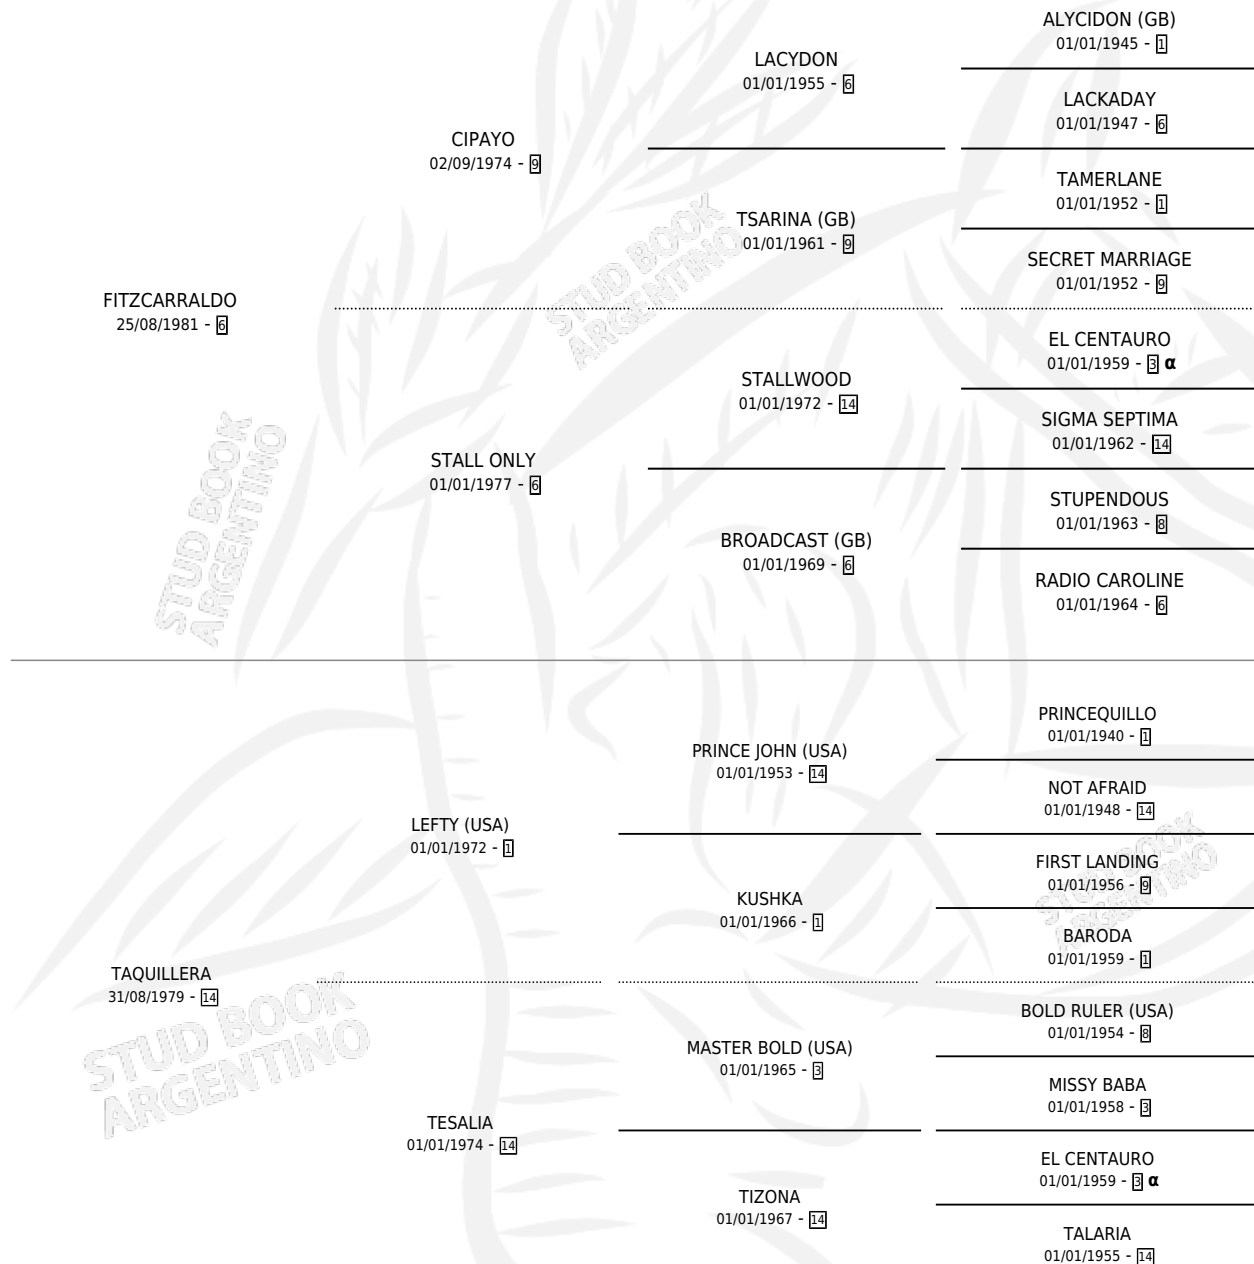 ALYCIDON (GB)
01/01/1945 - 1
LACYDON
01/01/1955 - 6
LACKADAY
01/01/1947 - 6
CIPAYO
02/09/1974 - 9
TAMERLANE
01/01/1952 - 1
TSARINA (GB)
01/01/1961 - 9
SECRET MARRIAGE
01/01/1952 - 9
FITZCARRALDO
25/08/1981 - 6
EL CENTAURO
01/01/1959 - 3 α
STALLWOOD
01/01/1972 - 14
SIGMA SEPTIMA
01/01/1962 - 14
STALL ONLY
01/01/1977 - 6
STUPENDOUS
01/01/1963 - 8
BROADCAST (GB)
01/01/1969 - 6
RADIO CAROLINE
01/01/1964 - 6
PRINCEQUILLO
01/01/1940 - 1
PRINCE JOHN (USA)
01/01/1953 - 14
NOT AFRAID
01/01/1948 - 14
LEFTY (USA)
01/01/1972 - 1
FIRST LANDING
01/01/1956 - 9
KUSHKA
01/01/1966 - 1
BARODA
01/01/1959 - 1
TAQUILLERA
31/08/1979 - 14
BOLD RULER (USA)
01/01/1954 - 8
MASTER BOLD (USA)
01/01/1965 - 3
MISSY BABA
01/01/1958 - 3
TESALIA
01/01/1974 - 14
EL CENTAURO
01/01/1959 - 3 α
TIZONA
01/01/1967 - 14
TALARIA
01/01/1955 - 14
STUD BOOK
ARGENTINO
STUD BOOK
ARGENTINO
STUD BOOK
ARGENTINO
STUD BOOK
ARGENTINO